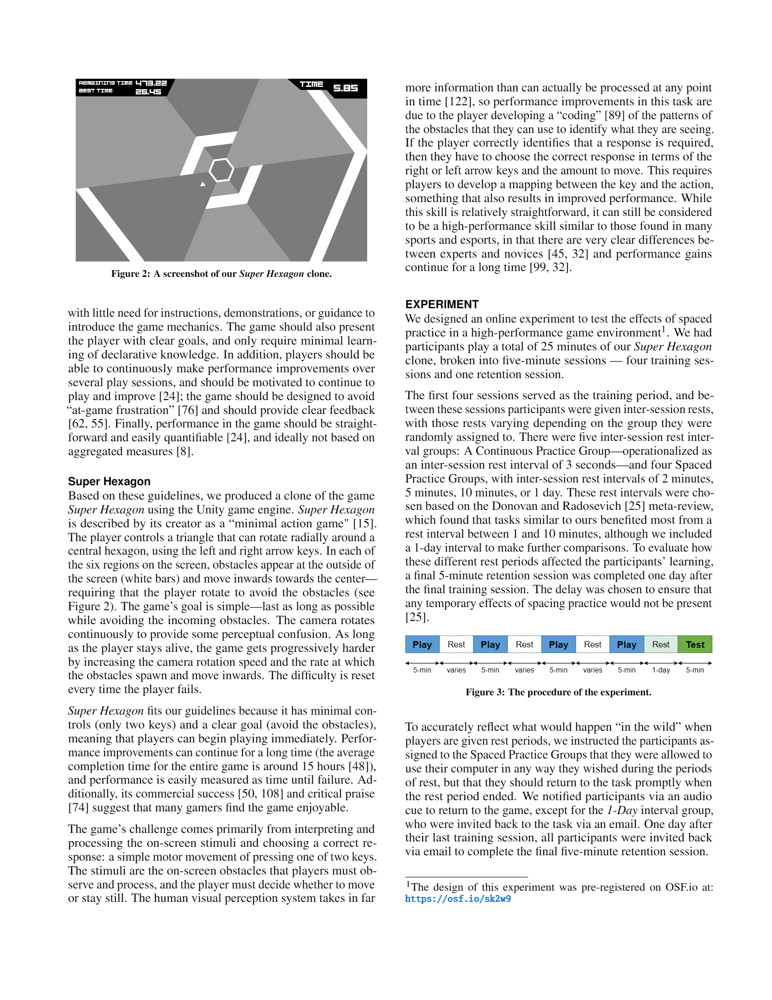 REMAINING TIME 473.22
BEST TIME 26.45
TIME 5.85
Figure 2: A screenshot of our Super Hexagon clone.
with little need for instructions, demonstrations, or guidance to
introduce the game mechanics. The game should also present
the player with clear goals, and only require minimal learn-
ing of declarative knowledge. In addition, players should be
able to continuously make performance improvements over
several play sessions, and should be motivated to continue to
play and improve [24]; the game should be designed to avoid
“at-game frustration” [76] and should provide clear feedback
[62, 55]. Finally, performance in the game should be straight-
forward and easily quantifiable [24], and ideally not based on
aggregated measures [8].
Super Hexagon
Based on these guidelines, we produced a clone of the game
Super Hexagon using the Unity game engine. Super Hexagon
is described by its creator as a “minimal action game" [15].
The player controls a triangle that can rotate radially around a
central hexagon, using the left and right arrow keys. In each of
the six regions on the screen, obstacles appear at the outside of
the screen (white bars) and move inwards towards the center—
requiring that the player rotate to avoid the obstacles (see
Figure 2). The game’s goal is simple—last as long as possible
while avoiding the incoming obstacles. The camera rotates
continuously to provide some perceptual confusion. As long
as the player stays alive, the game gets progressively harder
by increasing the camera rotation speed and the rate at which
the obstacles spawn and move inwards. The difficulty is reset
every time the player fails.
Super Hexagon fits our guidelines because it has minimal con-
trols (only two keys) and a clear goal (avoid the obstacles),
meaning that players can begin playing immediately. Perfor-
mance improvements can continue for a long time (the average
completion time for the entire game is around 15 hours [48]),
and performance is easily measured as time until failure. Ad-
ditionally, its commercial success [50, 108] and critical praise
[74] suggest that many gamers find the game enjoyable.
The game’s challenge comes primarily from interpreting and
processing the on-screen stimuli and choosing a correct re-
sponse: a simple motor movement of pressing one of two keys.
The stimuli are the on-screen obstacles that players must ob-
serve and process, and the player must decide whether to move
or stay still. The human visual perception system takes in far
more information than can actually be processed at any point
in time [122], so performance improvements in this task are
due to the player developing a “coding” [89] of the patterns of
the obstacles that they can use to identify what they are seeing.
If the player correctly identifies that a response is required,
then they have to choose the correct response in terms of the
right or left arrow keys and the amount to move. This requires
players to develop a mapping between the key and the action,
something that also results in improved performance. While
this skill is relatively straightforward, it can still be considered
to be a high-performance skill similar to those found in many
sports and esports, in that there are very clear differences be-
tween experts and novices [45, 32] and performance gains
continue for a long time [99, 32].
EXPERIMENT
We designed an online experiment to test the effects of spaced
practice in a high-performance game environment1. We had
participants play a total of 25 minutes of our Super Hexagon
clone, broken into five-minute sessions — four training ses-
sions and one retention session.
The first four sessions served as the training period, and be-
tween these sessions participants were given inter-session rests,
with those rests varying depending on the group they were
randomly assigned to. There were five inter-session rest inter-
val groups: A Continuous Practice Group—operationalized as
an inter-session rest interval of 3 seconds—and four Spaced
Practice Groups, with inter-session rest intervals of 2 minutes,
5 minutes, 10 minutes, or 1 day. These rest intervals were cho-
sen based on the Donovan and Radosevich [25] meta-review,
which found that tasks similar to ours benefited most from a
rest interval between 1 and 10 minutes, although we included
a 1-day interval to make further comparisons. To evaluate how
these different rest periods affected the participants’ learning,
a final 5-minute retention session was completed one day after
the final training session. The delay was chosen to ensure that
any temporary effects of spacing practice would not be present
[25].
Play Rest Play Rest Play Rest Play Rest Test
5-min varies 5-min varies 5-min varies 5-min 1-day 5-min
Figure 3: The procedure of the experiment.
To accurately reflect what would happen “in the wild” when
players are given rest periods, we instructed the participants as-
signed to the Spaced Practice Groups that they were allowed to
use their computer in any way they wished during the periods
of rest, but that they should return to the task promptly when
the rest period ended. We notified participants via an audio
cue to return to the game, except for the 1-Day interval group,
who were invited back to the task via an email. One day after
their last training session, all participants were invited back
via email to complete the final five-minute retention session.
1The design of this experiment was pre-registered on OSF.io at:
https://osf.io/sk2w9